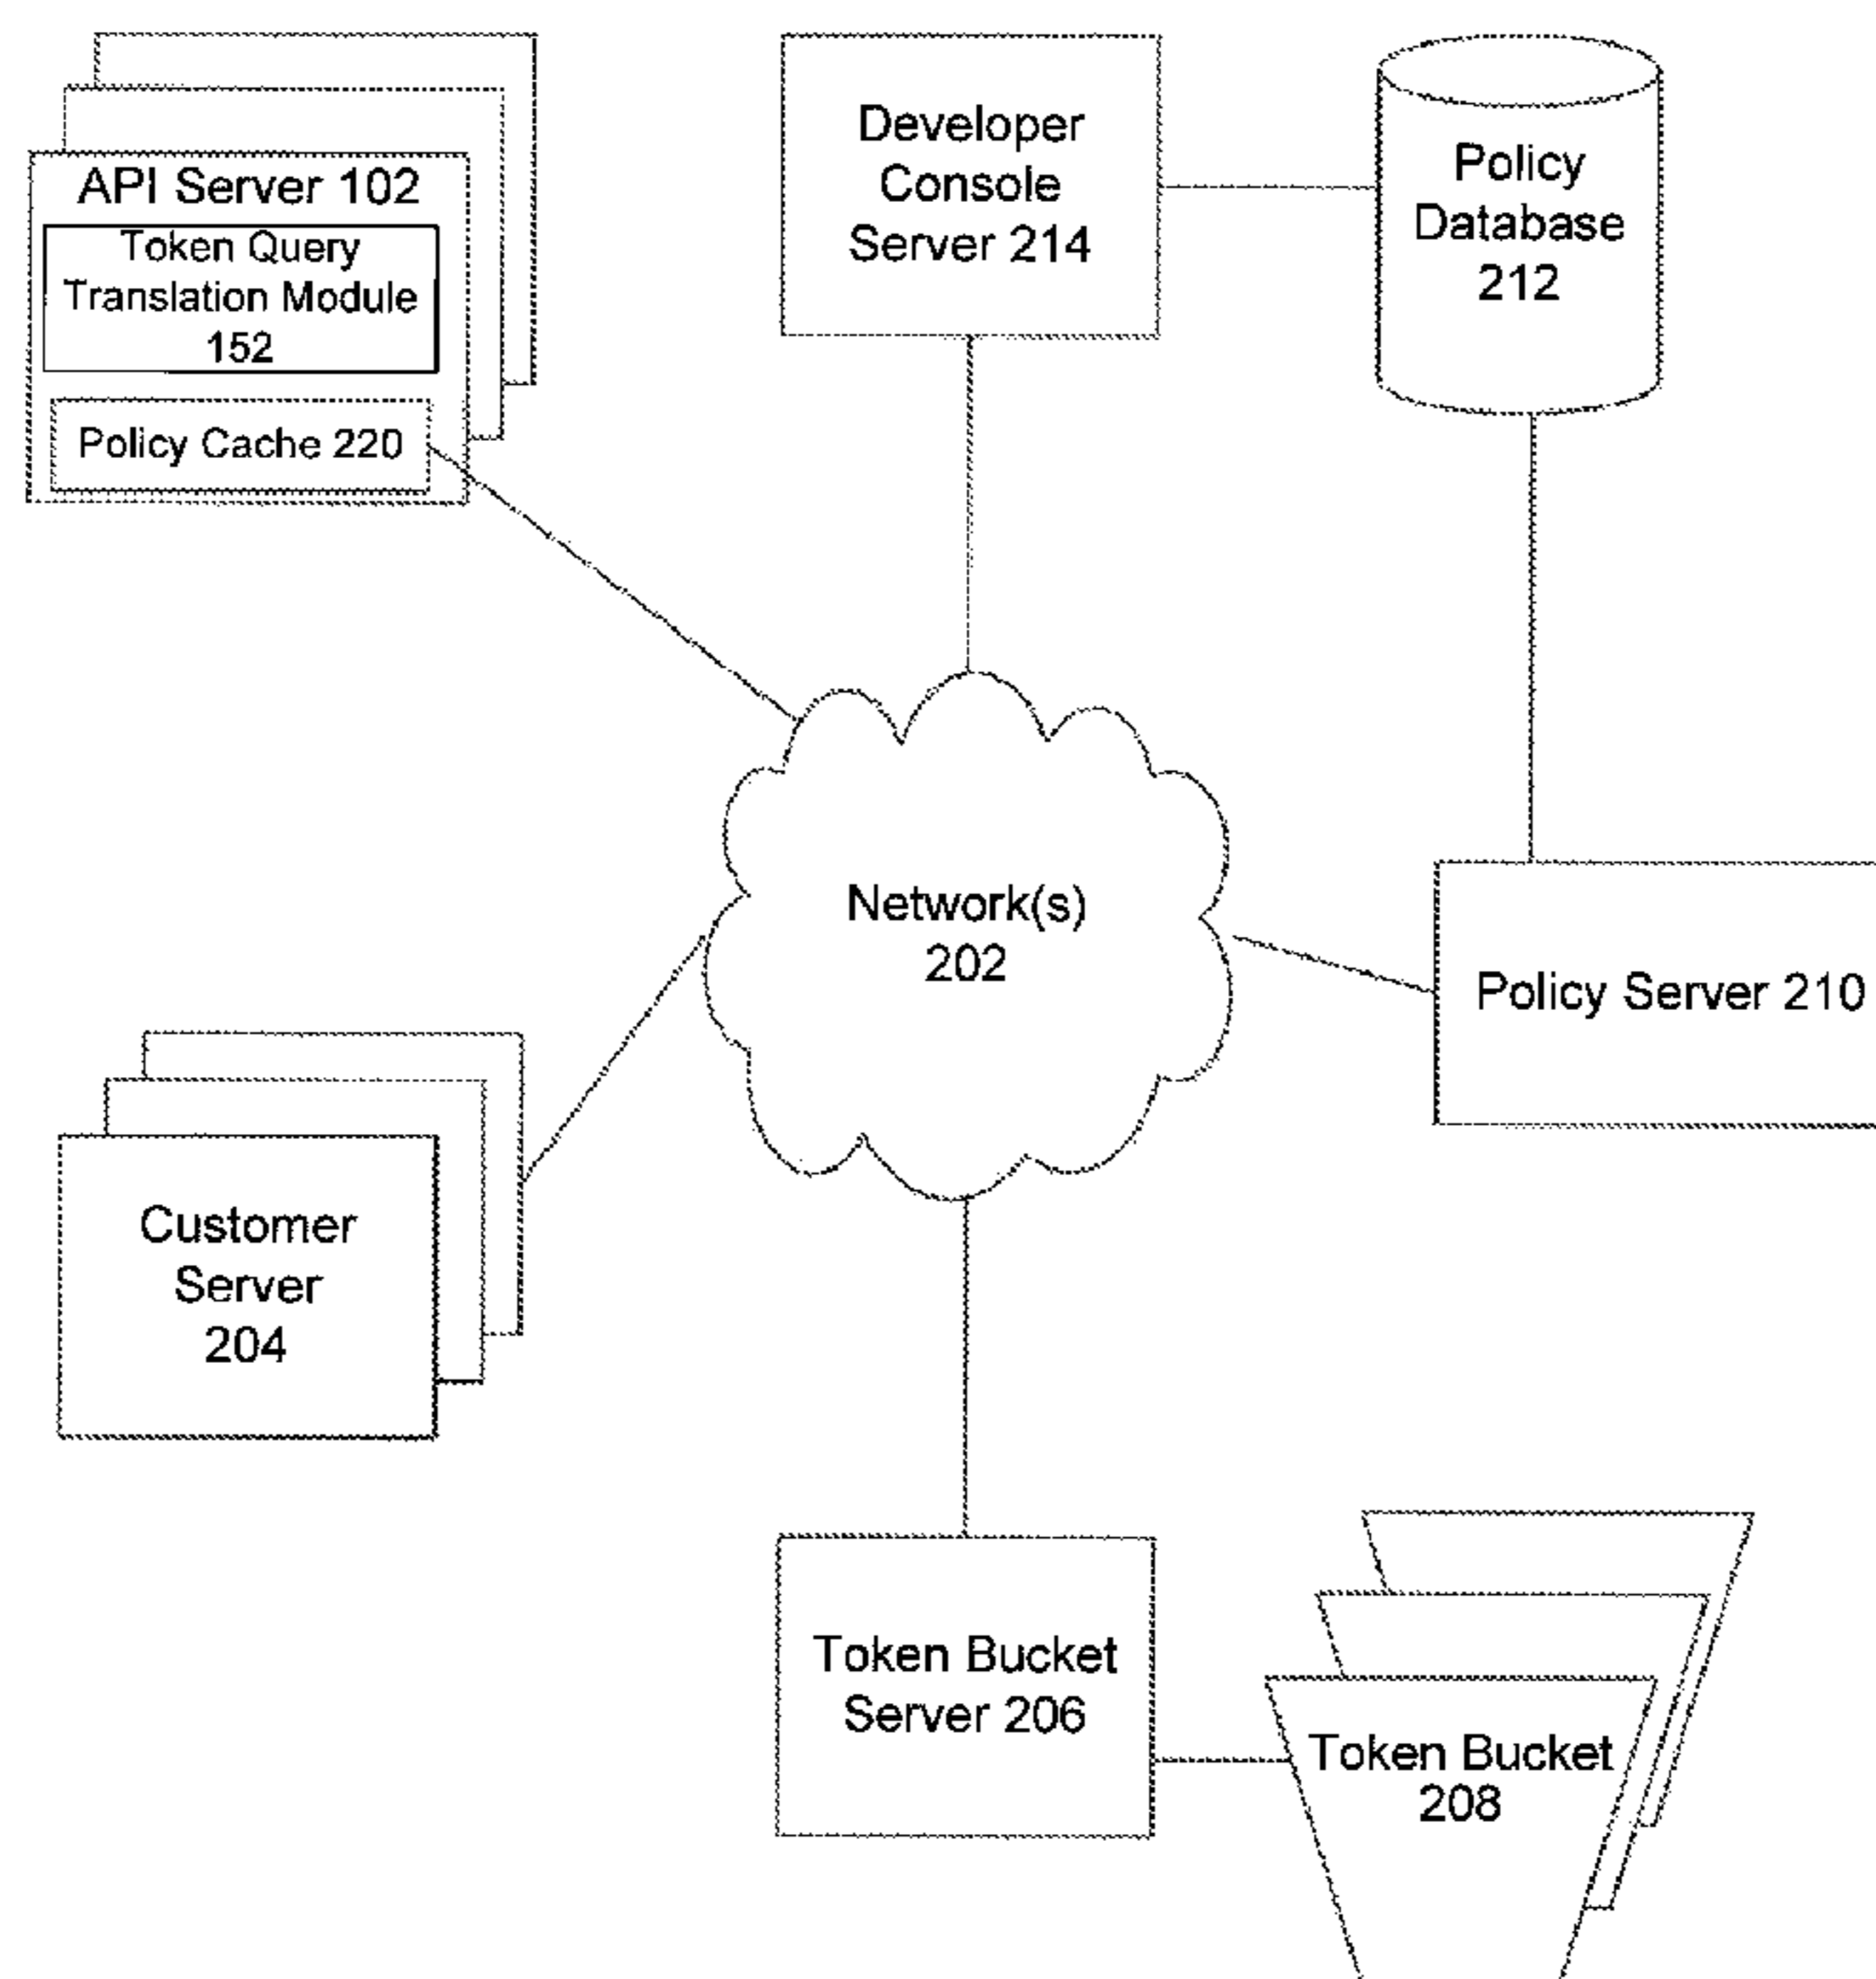 API Server 102
Token Query
Translation Module
152
Policy Cache 220
Developer
Console
Server 214
Policy
Database
212
Network(s)
202
Policy Server 210
Customer
Server
204
Token Bucket
Server 206
Token Bucket
208